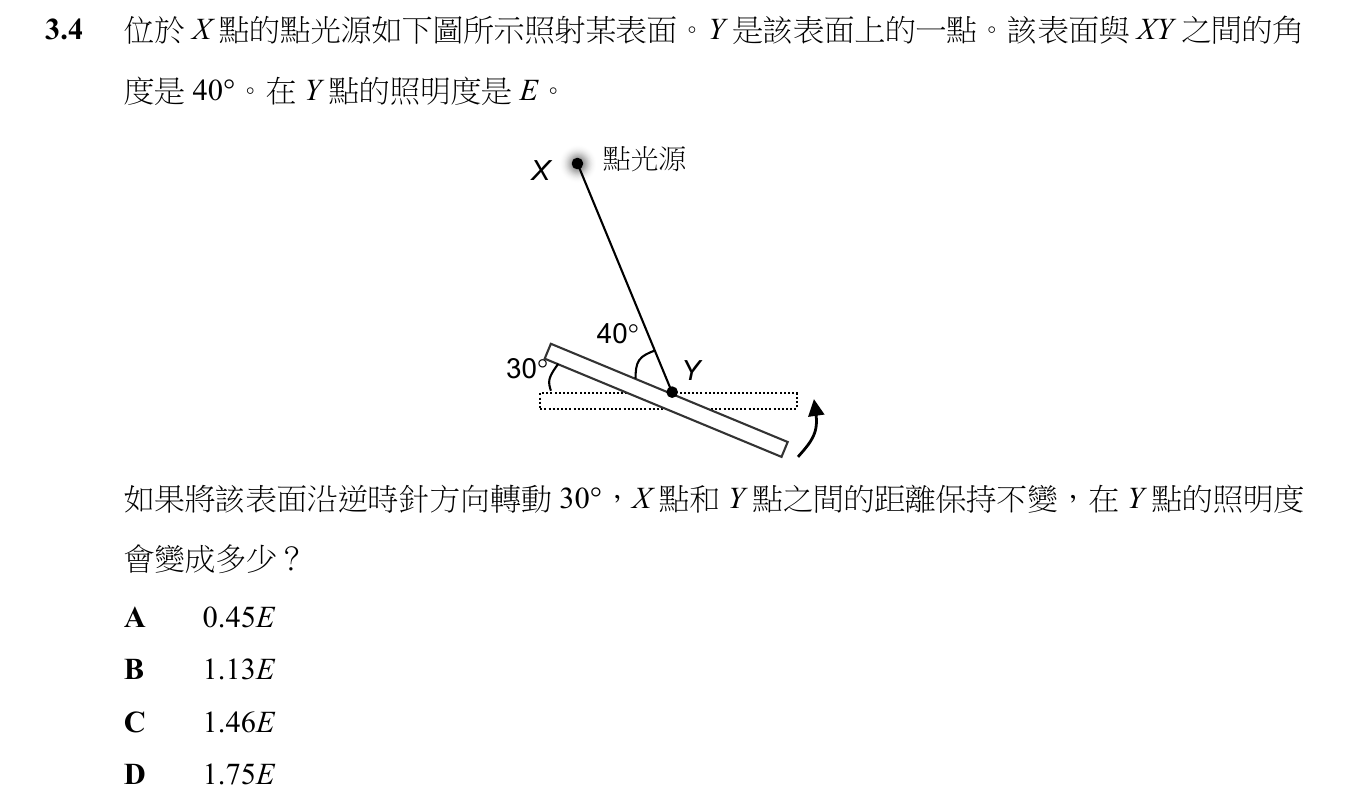 3.4 位於 X 點的點光源如下圖所示照射某表面。Y 是該表面上的一點。該表面與 XY 之間的角
度是 40°。在 Y 點的照明度是 E。
X 點光源
40°
30° Y
如果將該表面沿逆時針方向轉動 30°，X 點和 Y 點之間的距離保持不變，在 Y 點的照明度
會變成多少？
A 0.45E
B 1.13E
C 1.46E
D 1.75E